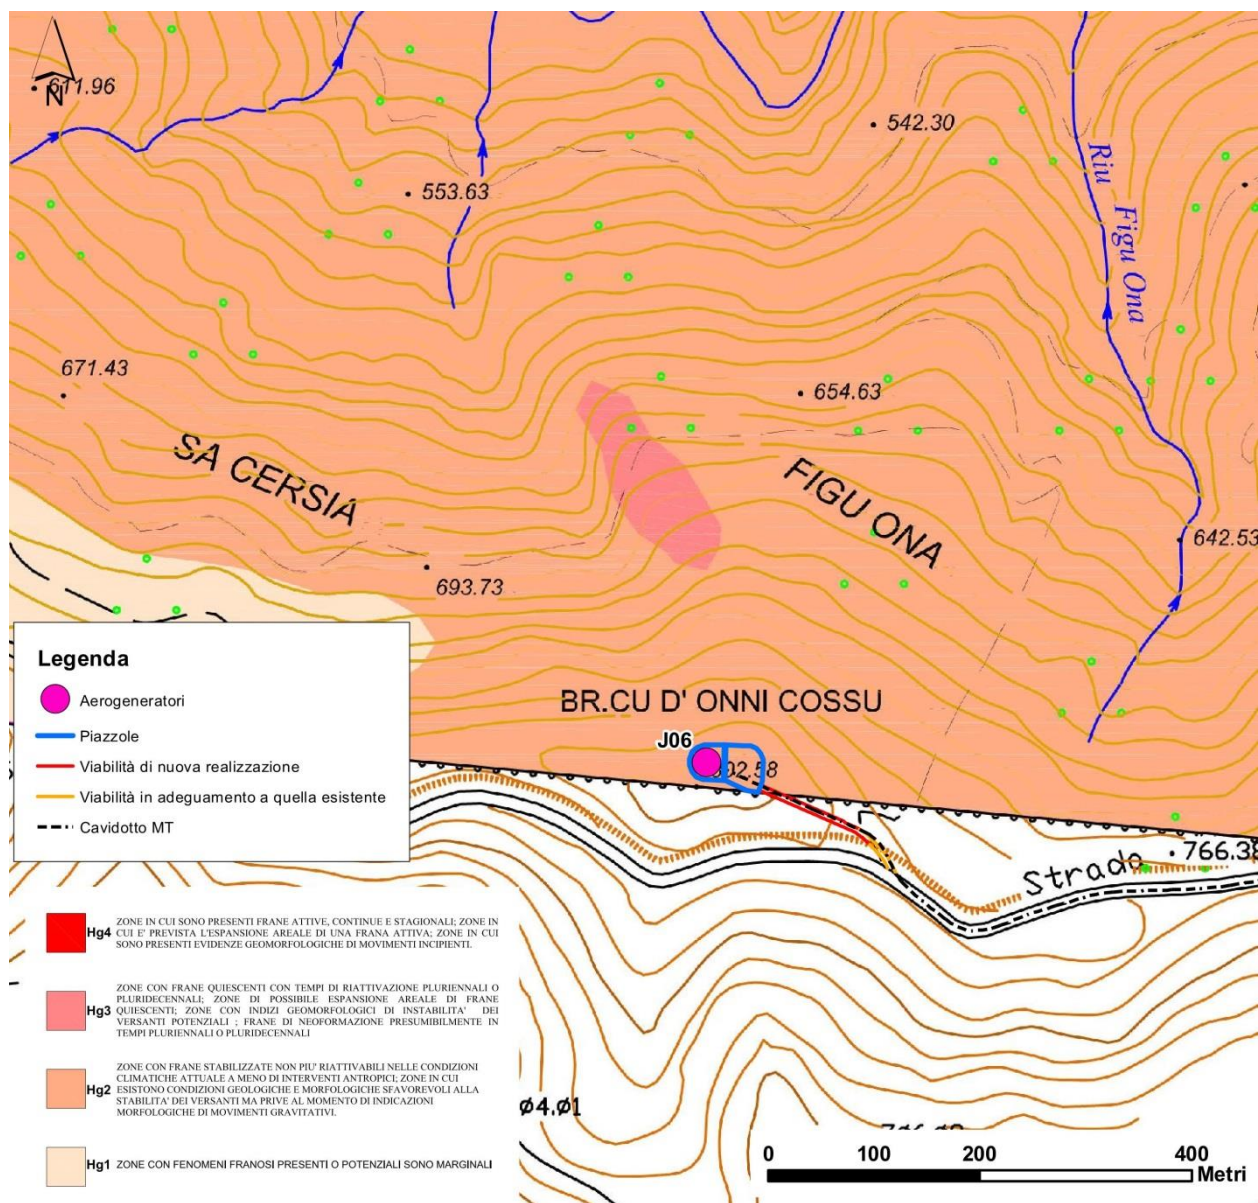 N
611.96
542.30
553.63
Riu Figu Ona
671.43
654.63
SA CERSIA
FIGU ONA
642.53
693.73
BR.CU D' ONNI COSSU
J06
Strada
766.38
Legenda
Aerogeneratori
Piazzole
Viabilità di nuova realizzazione
Viabilità in adeguamento a quella esistente
Cavidotto MT
Hg4 ZONE IN CUI SONO PRESENTI FRANE ATTIVE, CONTINUE E STAGIONALI; ZONE IN
CUI E' PREVISTA L'ESPANSIONE AREALE DI UNA FRANA ATTIVA; ZONE IN CUI
SONO PRESENTI EVIDENZE GEOMORFOLOGICHE DI MOVIMENTI INCIPIENTI.
Hg3 ZONE CON FRANE QUIESCENTI CON TEMPI DI RIATTIVAZIONE PLURIENNALI O
PLURIDECENNALI; ZONE DI POSSIBILE ESPANSIONE AREALE DI FRANE
QUIESCENTI; ZONE CON INDIZI GEOMORFOLOGICI DI INSTABILITA' DEI
VERSANTI POTENZIALI ; FRANE DI NEOFORMAZIONE PRESUMIBILMENTE IN
TEMPI PLURIENNALI O PLURIDECENNALI
Hg2 ZONE CON FRANE STABILIZZATE NON PIU' RIATTIVABILI NELLE CONDIZIONI
CLIMATICHE ATTUALE A MENO DI INTERVENTI ANTROPICI; ZONE IN CUI
ESISTONO CONDIZIONI GEOLOGICHE E MORFOLOGICHE SFAVOREVOLI ALLA
STABILITA' DEI VERSANTI MA PRIVE AL MOMENTO DI INDICAZIONI
MORFOLOGICHE DI MOVIMENTI GRAVITATIVI.
Hg1 ZONE CON FENOMENI FRANOSI PRESENTI O POTENZIALI SONO MARGINALI
0 100 200 400
Metri